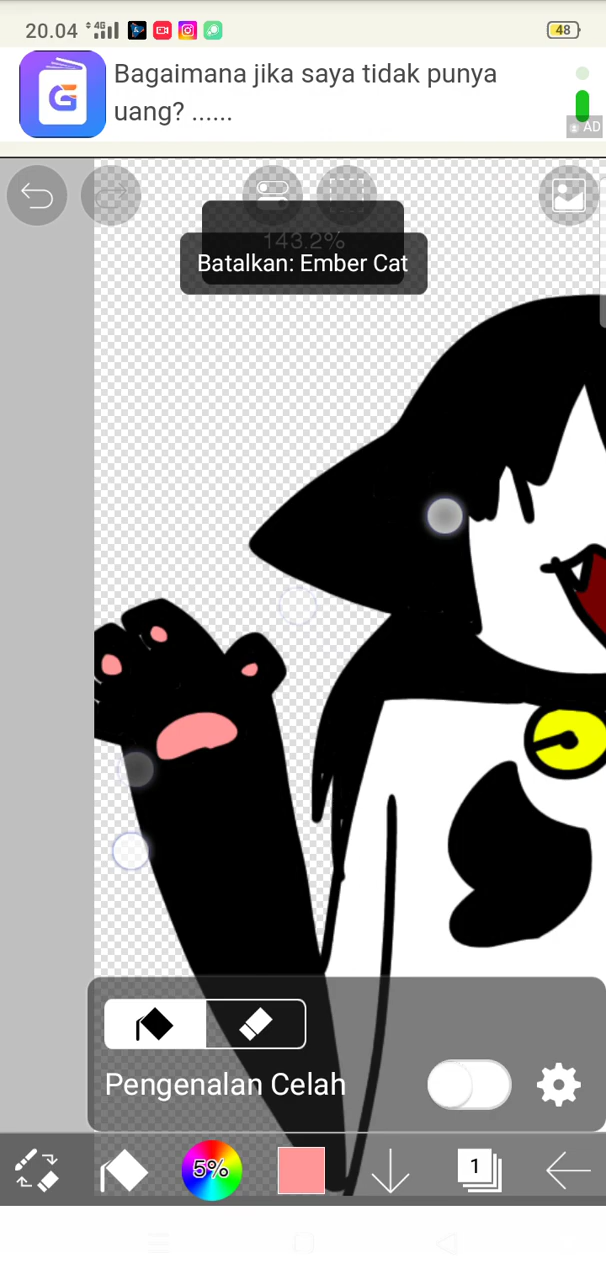 20.04
4G
48
Bagaimana jika saya tidak punya
uang? ......
AD
143.2%
Batalkan: Ember Cat
Pengenalan Celah
5%
1